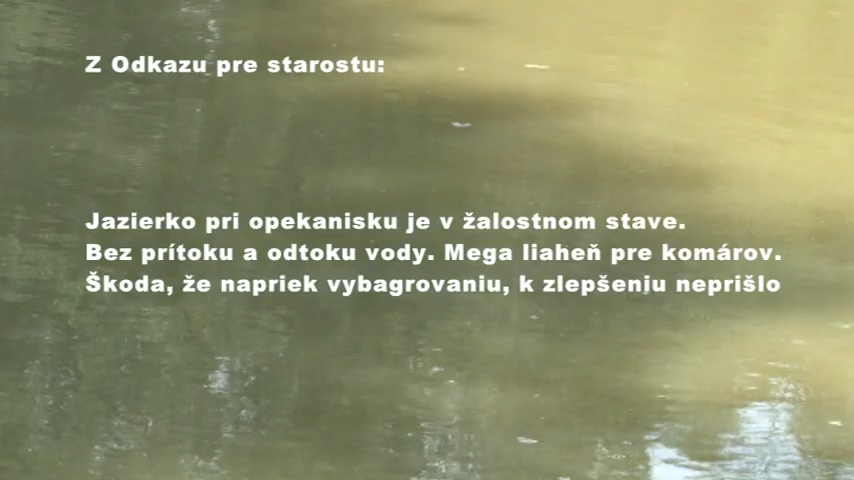 Z Odkazu pre starostu:
Jazierko pri opekanisku je v žalostnom stave.
Bez prítoku a odtoku vody. Mega liaheň pre komárov.
Škoda, že napriek vybagrovaniu, k zlepšeniu neprišlo